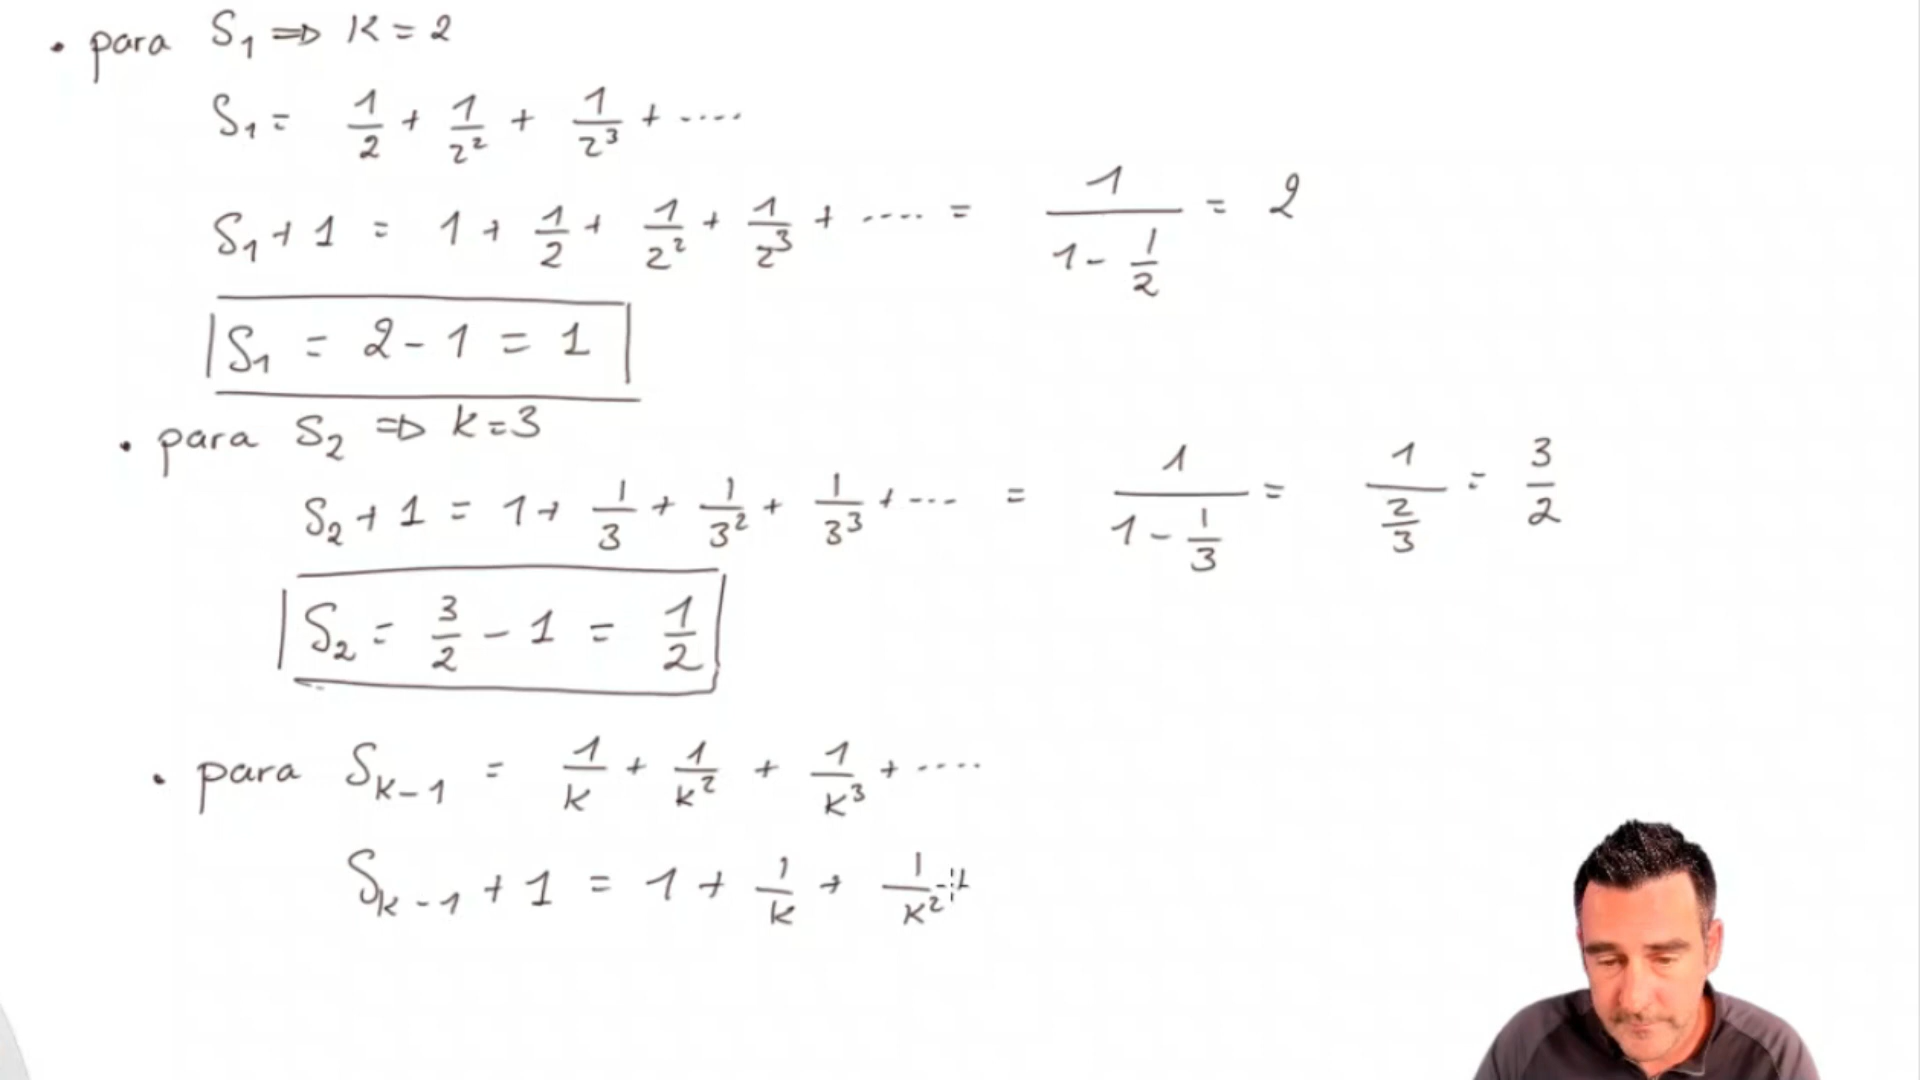 • para S₁ ⇒ K = 2
S₁ = 1/2 + 1/2² + 1/2³ + ....
S₁ + 1 = 1 + 1/2 + 1/2² + 1/2³ + .... = 1/(1 - 1/2) = 2
S₁ = 2 - 1 = 1
• para S₂ ⇒ k = 3
S₂ + 1 = 1 + 1/3 + 1/3² + 1/3³ + ... = 1/(1 - 1/3) = 1/(2/3) = 3/2
S₂ = 3/2 - 1 = 1/2
• para Sₖ₋₁ = 1/k + 1/k² + 1/k³ + ....
Sₖ₋₁ + 1 = 1 + 1/k + 1/k² +